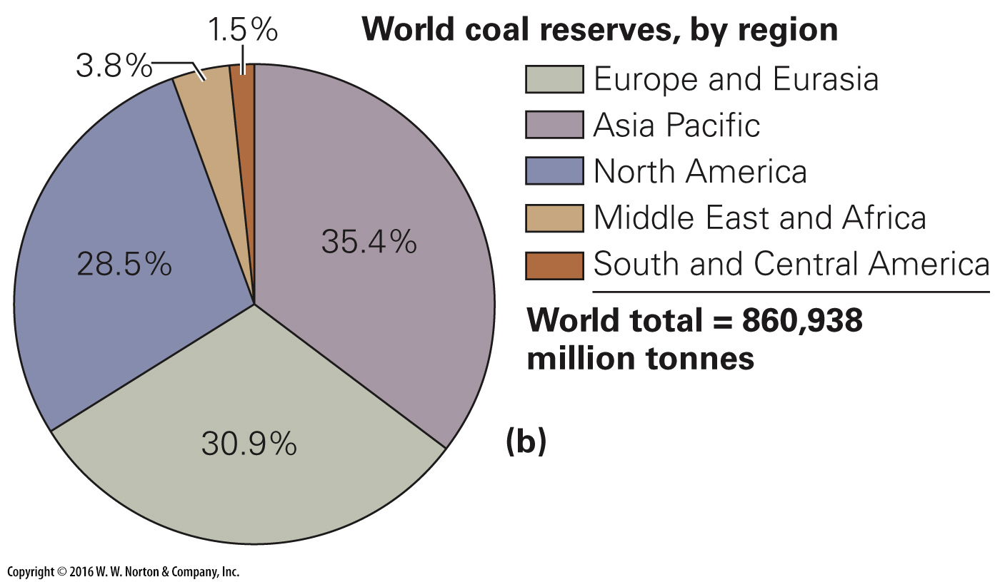 World coal reserves, by region
1.5%
3.8%
Europe and Eurasia
Asia Pacific
North America
Middle East and Africa
South and Central America
World total = 860,938
million tonnes
35.4%
28.5%
30.9%
(b)
Copyright © 2016 W. W. Norton & Company, Inc.